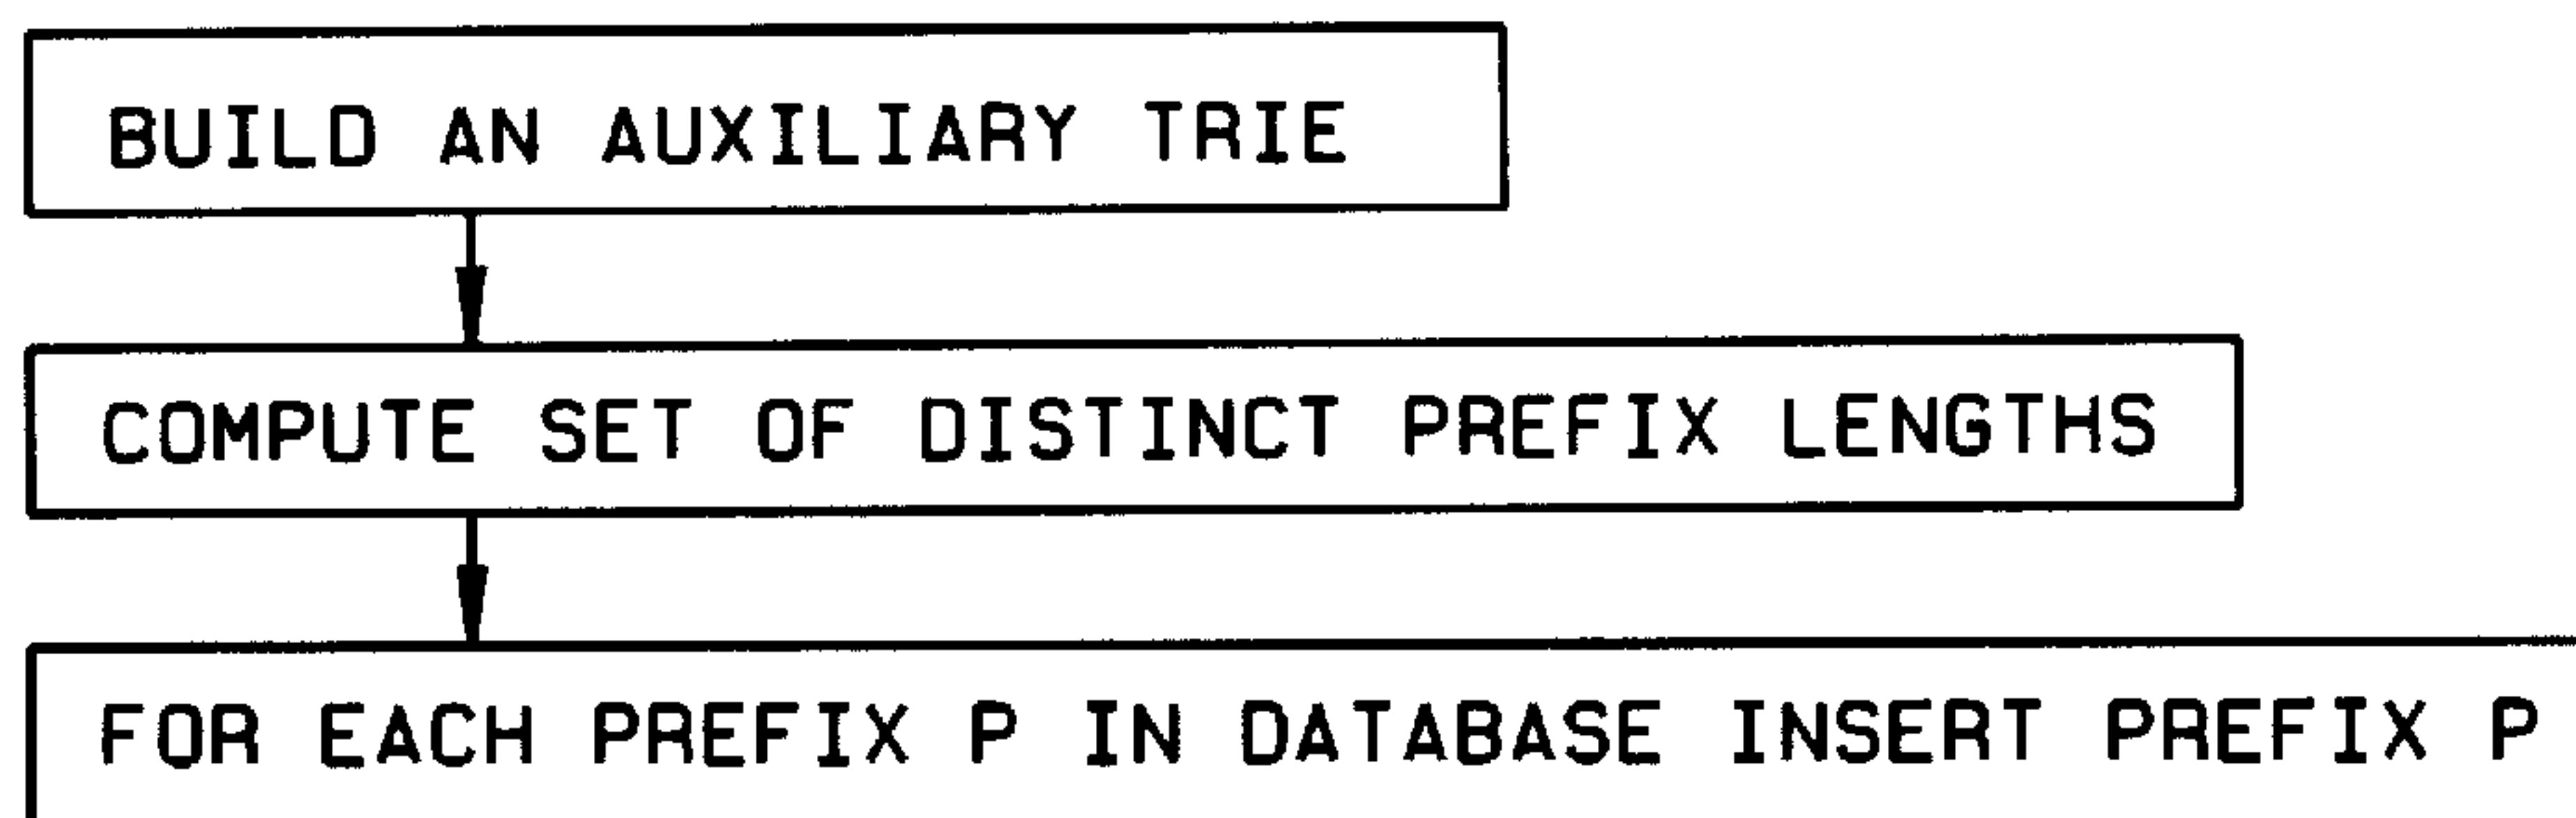 BUILD AN AUXILIARY TRIE
COMPUTE SET OF DISTINCT PREFIX LENGTHS
FOR EACH PREFIX P IN DATABASE INSERT PREFIX P